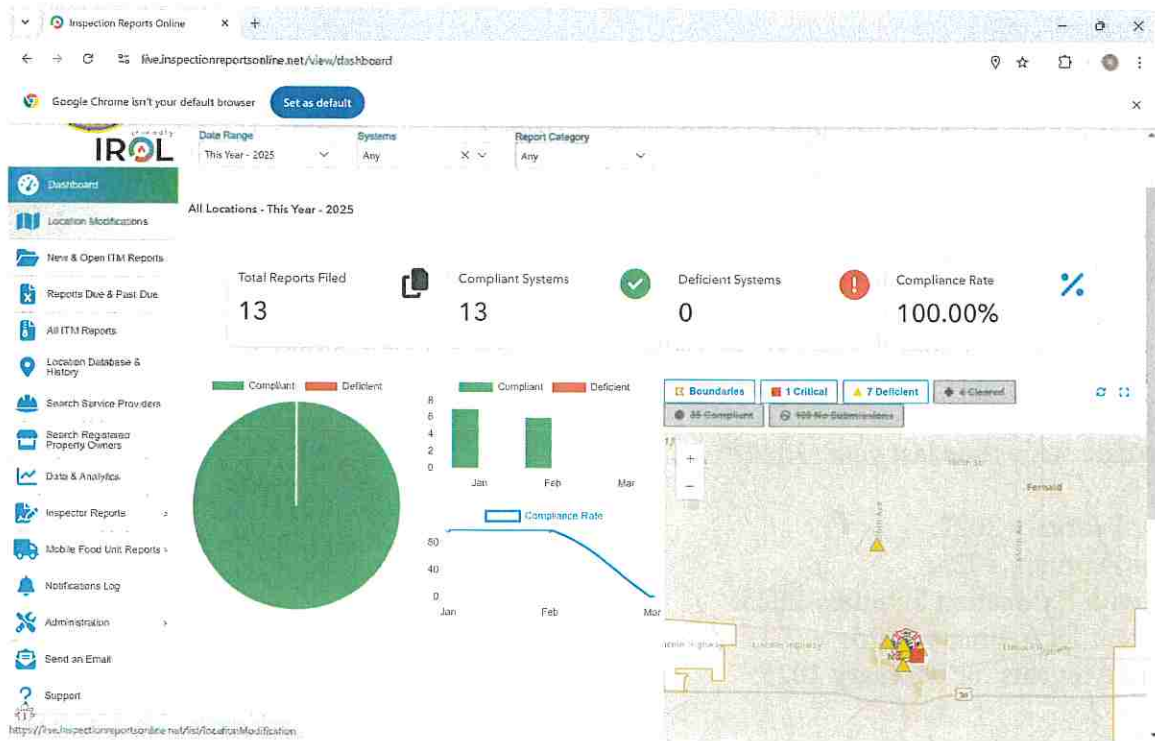 Inspection Reports Online
live.inspectionreportsonline.net/view/dashboard
Google Chrome isn't your default browser
Set as default
IROL
Date Range
Systems
Report Category
This Year - 2025
Any
Any
Dashboard
Location Modifications
New & Open ITM Reports
Reports Due & Past Due
All ITM Reports
Location Database &
History
Search Service Providers
Search Registered
Property Owners
Data & Analytics
Inspector Reports
Mobile Food Unit Reports
Notifications Log
Administration
Send an Email
Support
All Locations - This Year - 2025
Total Reports Filed
13
Compliant Systems
13
Deficient Systems
0
Compliance Rate
100.00%
Compliant
Deficient
Compliant
Deficient
8
6
4
2
0
Jan
Feb
Mar
Compliance Rate
80
40
0
Jan
Feb
Mar
Boundaries
1 Critical
7 Deficient
4 Cleared
35 Compliant
No Submissions
Fernald
Lincoln Highway
Lincoln Highway
30
https://live.inspectionreportsonline.net/list/locationModification